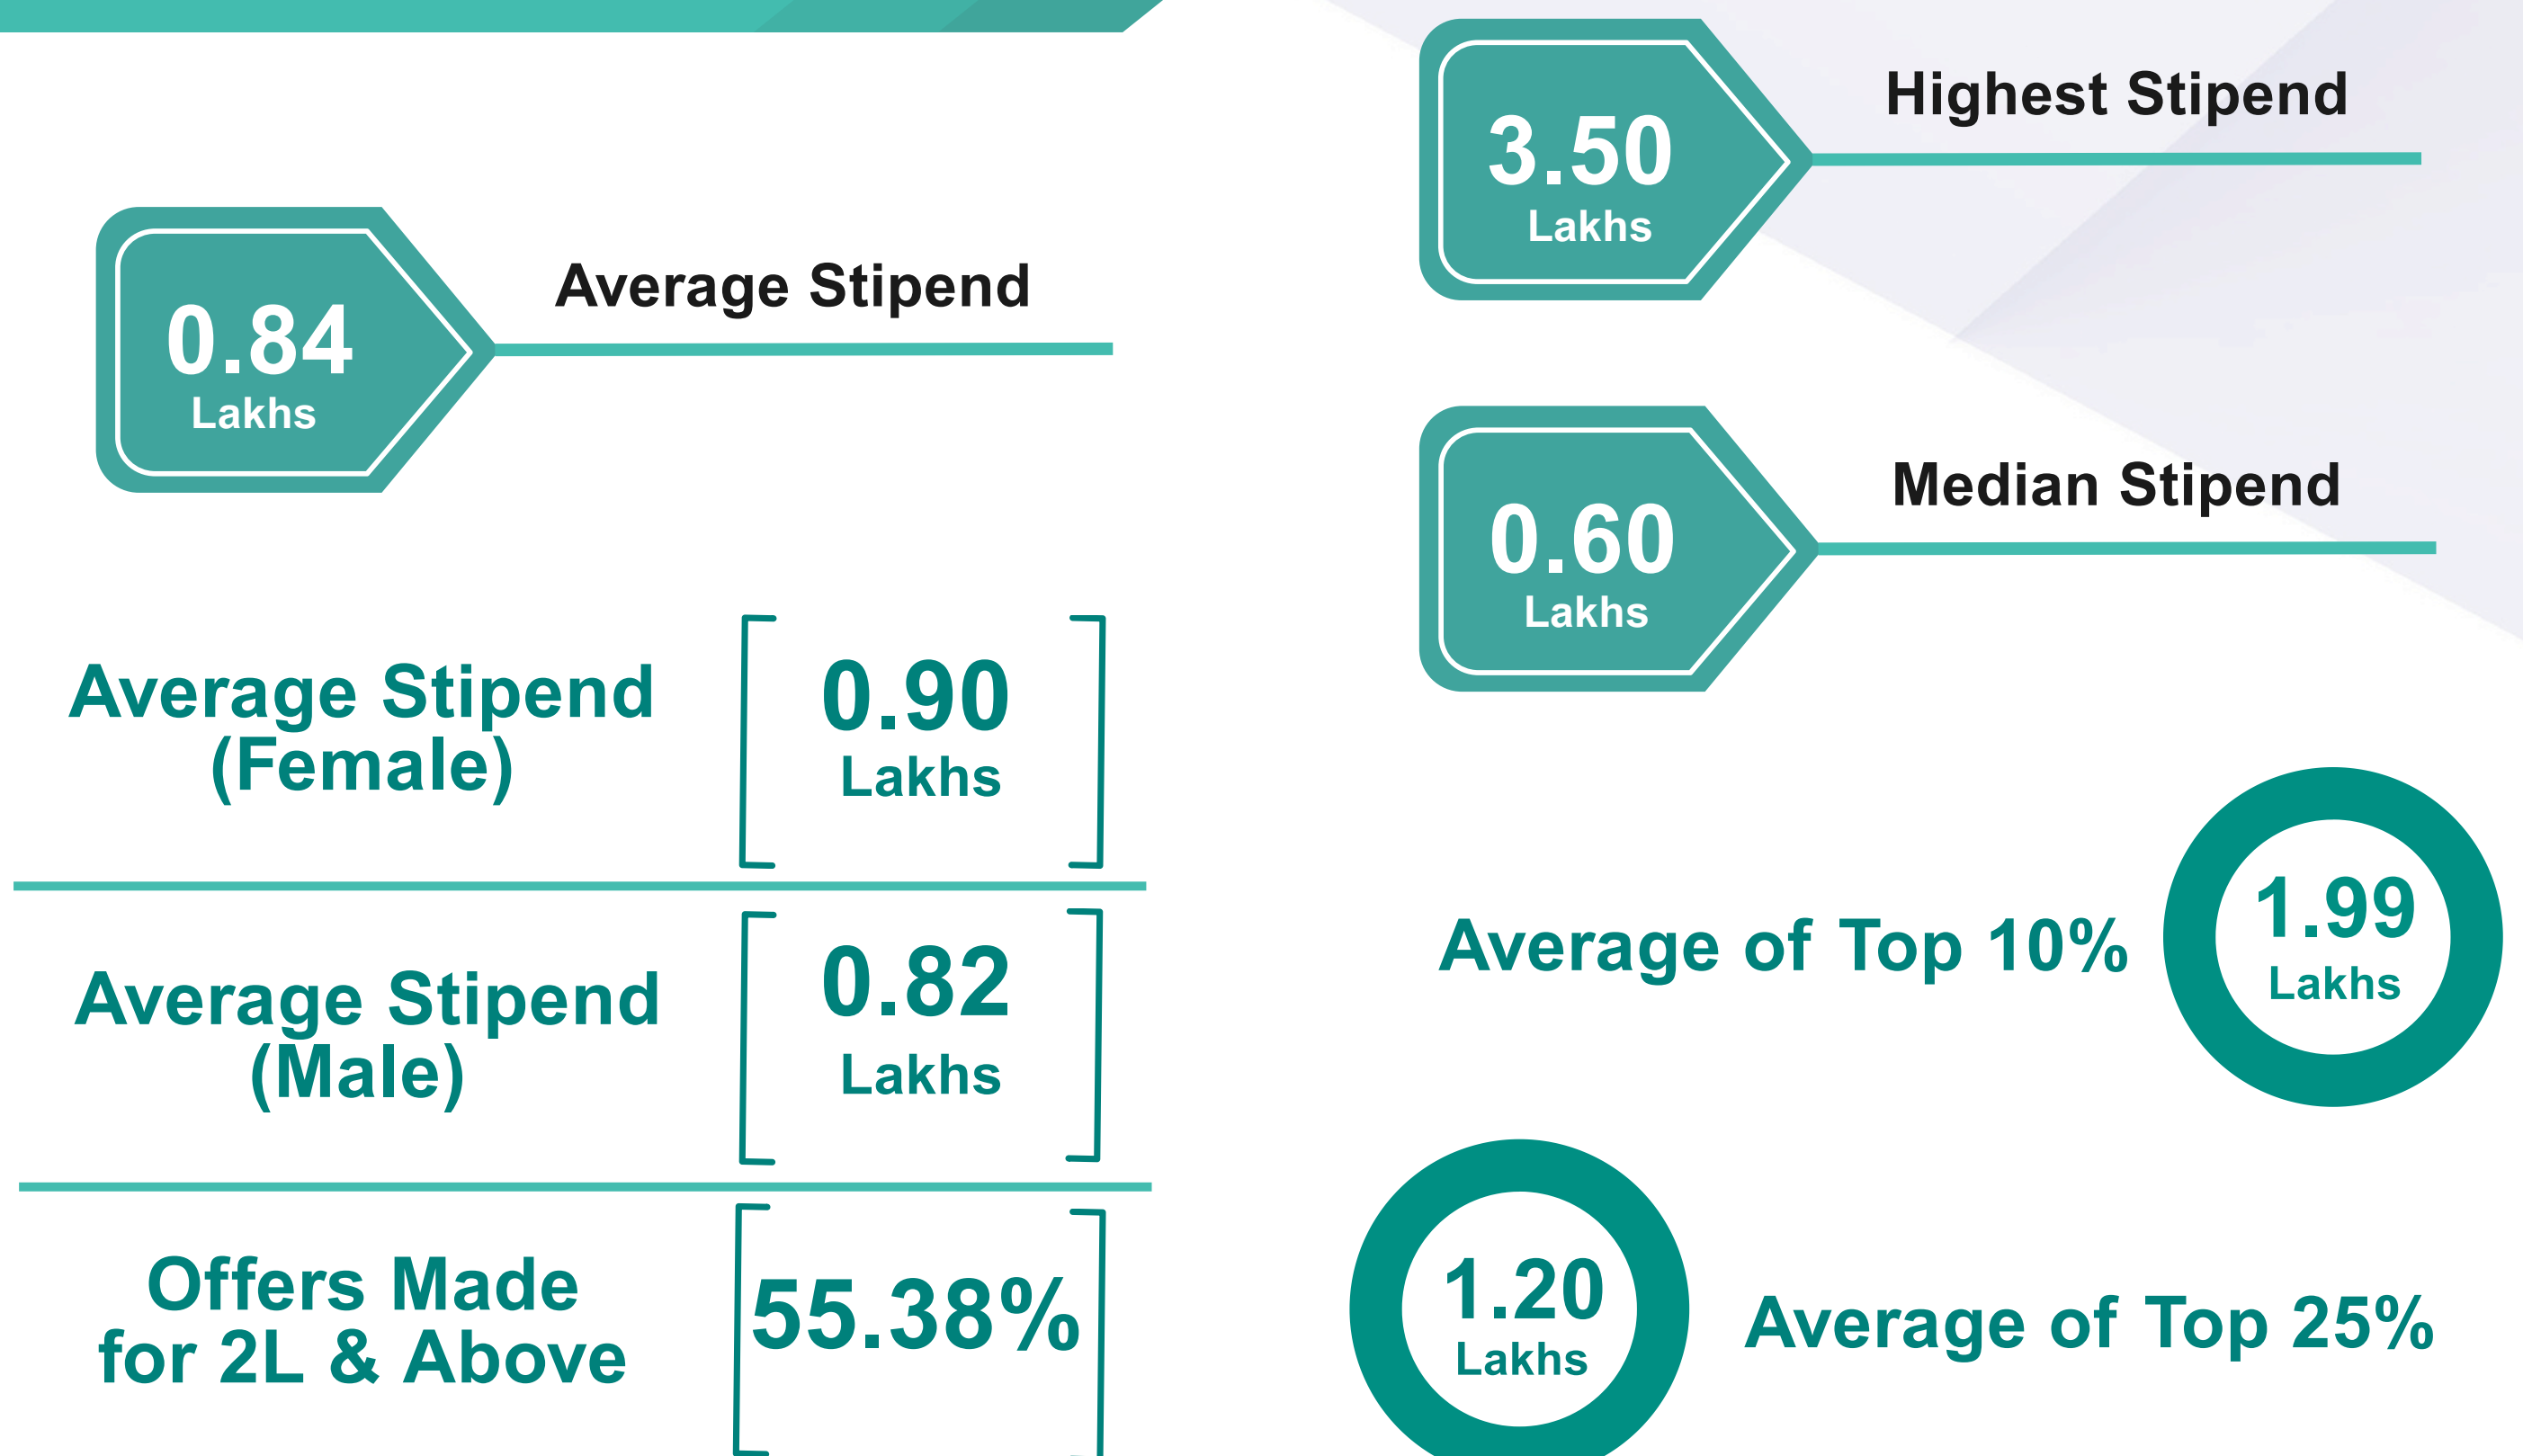 0.84
Lakhs
Average Stipend
Average Stipend
(Female)
0.90
Lakhs
Average Stipend
(Male)
0.82
Lakhs
Offers Made
for 2L & Above
55.38%
3.50
Lakhs
Highest Stipend
0.60
Lakhs
Median Stipend
Average of Top 10%
1.99
Lakhs
1.20
Lakhs
Average of Top 25%